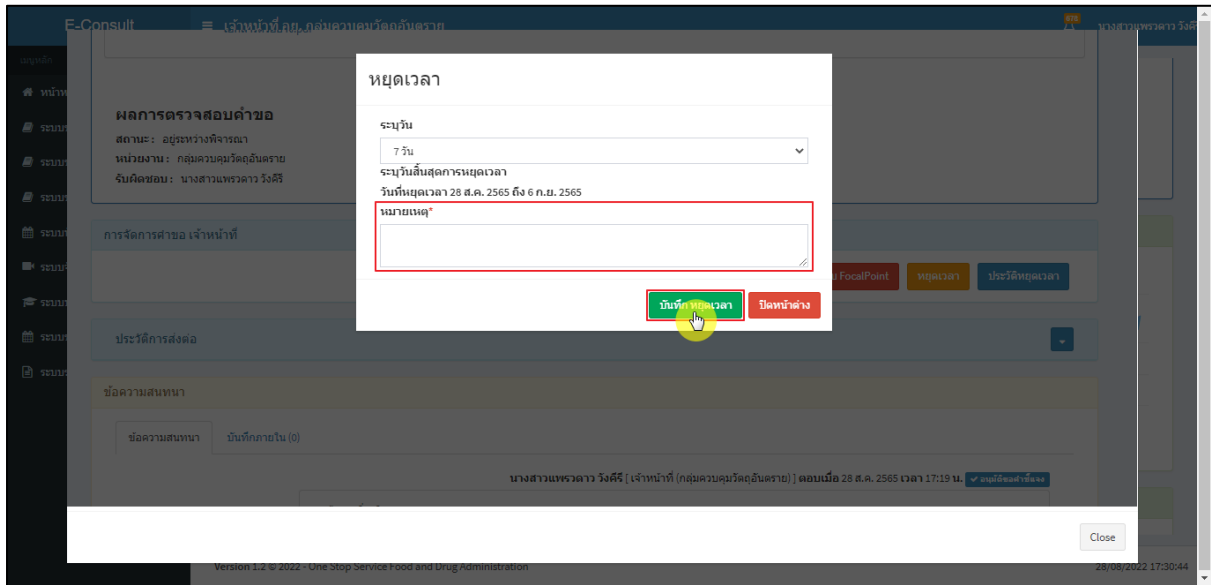 E-Consult
☰ เจ้าหน้าที่ อย. กลุ่มควบคุมวัตถุอันตราย
นางสาวแพรวดาว วังคีรี
เมนูหลัก
ผลการตรวจสอบคำขอ
สถานะ : อยู่ระหว่างพิจารณา
หน่วยงาน : กลุ่มควบคุมวัตถุอันตราย
รับผิดชอบ : นางสาวแพรวดาว วังคีรี
หยุดเวลา
ระบุวัน
7 วัน
ระบุวันสิ้นสุดการหยุดเวลา
วันที่หยุดเวลา 28 ส.ค. 2565 ถึง 6 ก.ย. 2565
หมายเหตุ*
บันทึก หยุดเวลา ปิดหน้าต่าง
การจัดการคำขอ เจ้าหน้าที่
FocalPoint หยุดเวลา ประวัติหยุดเวลา
ประวัติการส่งต่อ
ข้อความสนทนา
ข้อความสนทนา บันทึกภายใน (0)
นางสาวแพรวดาว วังคีรี [ เจ้าหน้าที่ (กลุ่มควบคุมวัตถุอันตราย) ] ตอบเมื่อ 28 ส.ค. 2565 เวลา 17:19 น. ✔ อนุมัติขอคำชี้แจง
Close
Version 1.2 © 2022 - One Stop Service Food and Drug Administration
28/08/2022 17:30:44